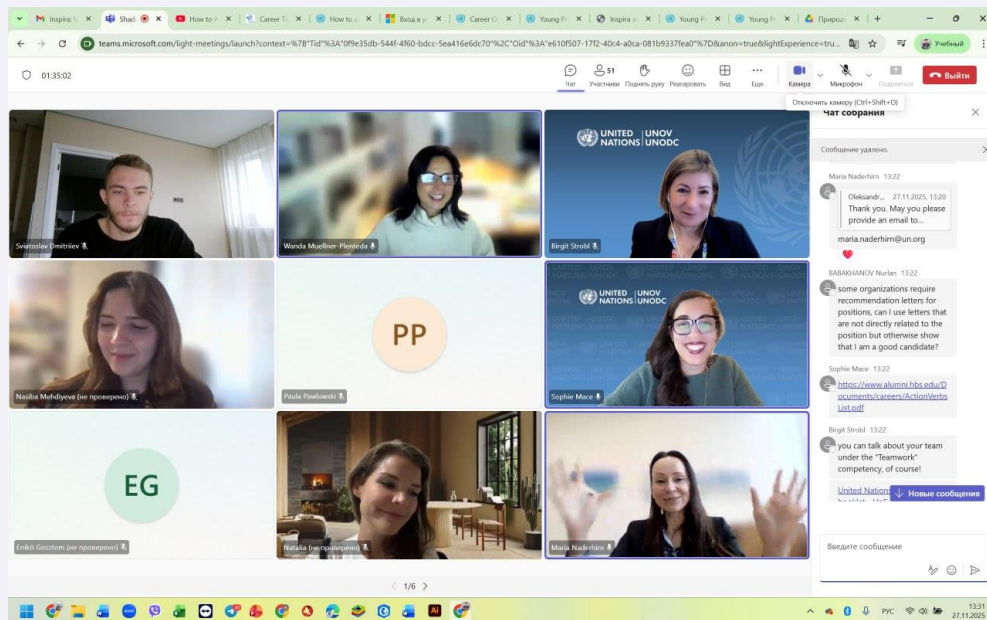 Inspira:
Shado
How to A
Career T
How to a
Вход в у
Career O
Young Pr
Inspira
Young Pr
Young Pr
Природ
teams.microsoft.com/light-meetings/launch?context=%7B"Tid"%3A"0f9e35db-544f-4f60-bdcc-5ea416e6dc70"%2C"Oid"%3A"e610f507-17f2-40c4-a0ca-081b9337fea0"%7D&anon=true&lightExperience=tru...
Учебный
01:35:02
Чат
51
Участники
Поднять руку
Реагировать
Вид
Еще
Камера
Микрофон
Поделиться
Выйти
Отключить камеру (Ctrl+Shift+O)
Чат собрания
Сообщение удалено.
Sviatoslav Dmitriiev
Wanda Muellner-Plenteda
UNITED NATIONS
UNOV UNODC
Birgit Strobl
Nasiba Mehdiyeva (не проверено)
PP
Paula Pawlowski
UNITED NATIONS
UNOV UNODC
Sophie Mace
EG
Enikő Gosztom (не проверено)
Natalia (не проверено)
Maria Naderhirn
1/6
Maria Naderhirn 13:22
Oleksandr... 27.11.2025, 13:20
Thank you. May you please
provide an email to...
maria.naderhirn@un.org
BABAKHANOV Nurlan 13:22
some organizations require
recommendation letters for
positions, can I use letters that
are not directly related to the
position but otherwise show
that I am a good candidate?
Sophie Mace 13:22
https://www.alumni.hbs.edu/D
ocuments/careers/ActionVerbs
List.pdf
Birgit Strobl 13:22
you can talk about your team
under the "Teamwork"
competency, of course!
United Nations
Новые сообщения
Введите сообщение
РУС
13:31
27.11.2025